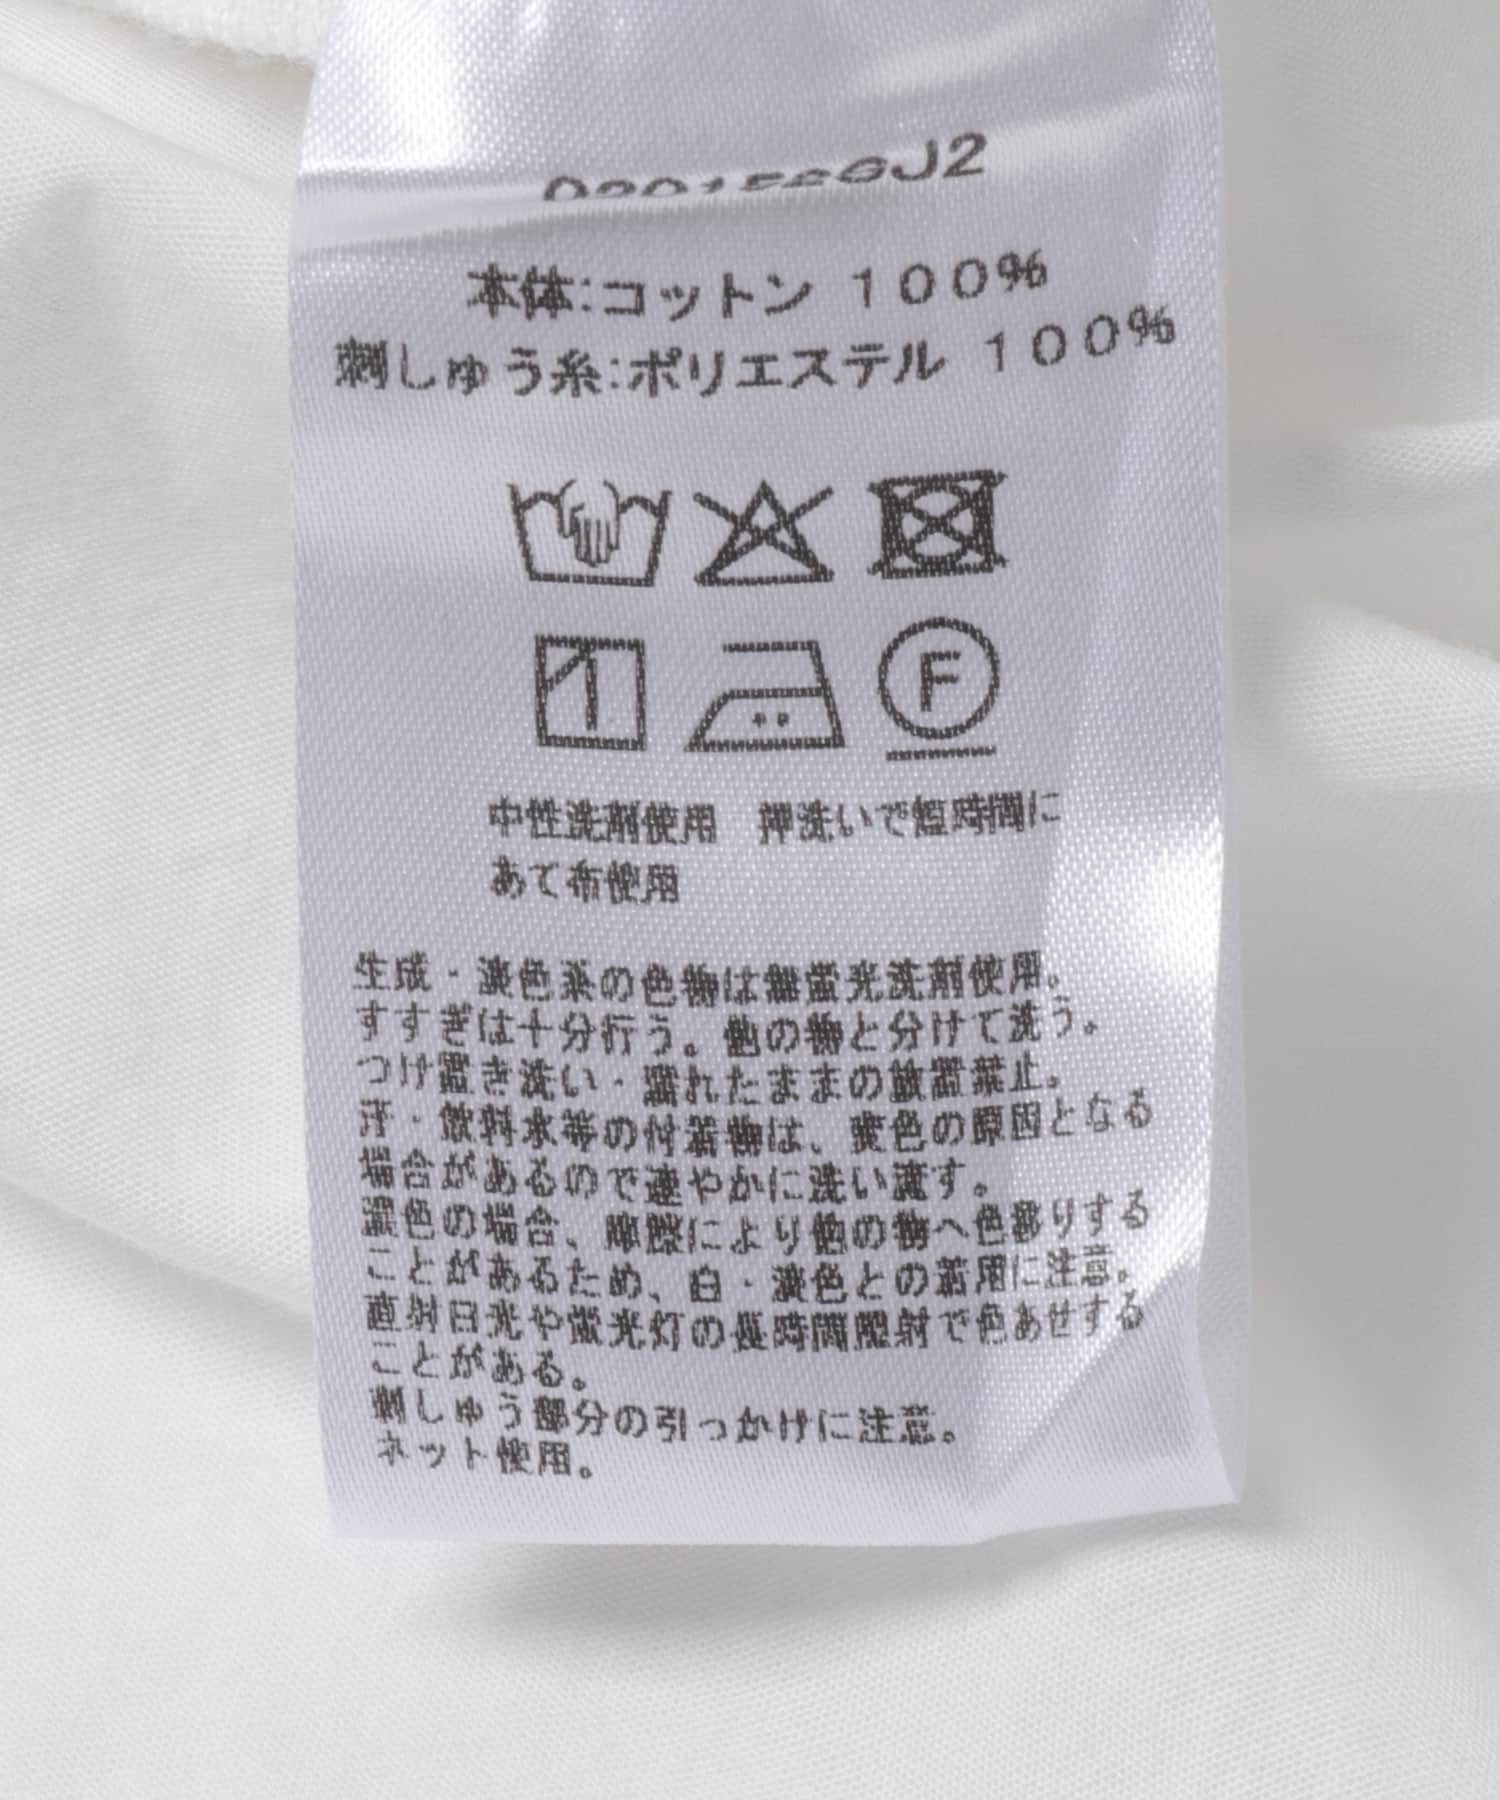 本体:コットン 100%
刺しゅう糸:ポリエステル 100%
F
中性洗剤使用 押洗いで短時間に
あて布使用
生成・淡色系の色物は無蛍光洗剤使用。
すすぎは十分行う。他の物と分けて洗う。
つけ置き洗い・濡れたままの放置禁止。
汗・飲料水等の付着物は、変色の原因となる
場合があるので速やかに洗い流す。
濃色の場合、摩擦により他の物へ色移りする
ことがあるため、白・淡色との着用に注意。
直射日光や蛍光灯の長時間照射で色あせする
ことがある。
刺しゅう部分の引っかけに注意。
ネット使用。